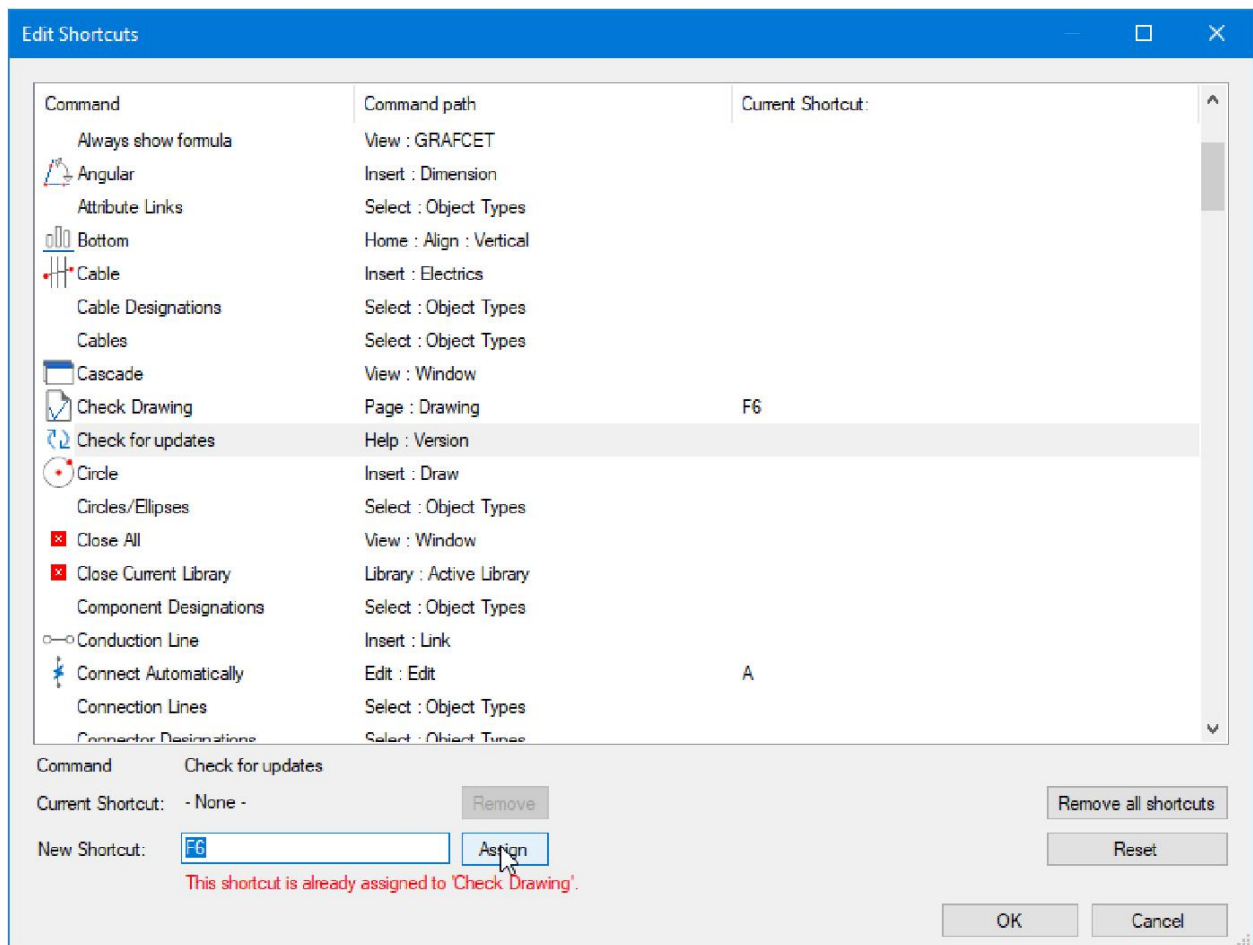 Edit Shortcuts
Command Command path Current Shortcut:
Always show formula View : GRAFCET
Angular Insert : Dimension
Attribute Links Select : Object Types
Bottom Home : Align : Vertical
Cable Insert : Electrics
Cable Designations Select : Object Types
Cables Select : Object Types
Cascade View : Window
Check Drawing Page : Drawing F6
Check for updates Help : Version
Circle Insert : Draw
Circles/Ellipses Select : Object Types
Close All View : Window
Close Current Library Library : Active Library
Component Designations Select : Object Types
Conduction Line Insert : Link
Connect Automatically Edit : Edit A
Connection Lines Select : Object Types
Connector Designations Select : Object Types
Command Check for updates
Current Shortcut: - None - Remove Remove all shortcuts
New Shortcut: F6 Assign Reset
This shortcut is already assigned to 'Check Drawing'.
OK Cancel